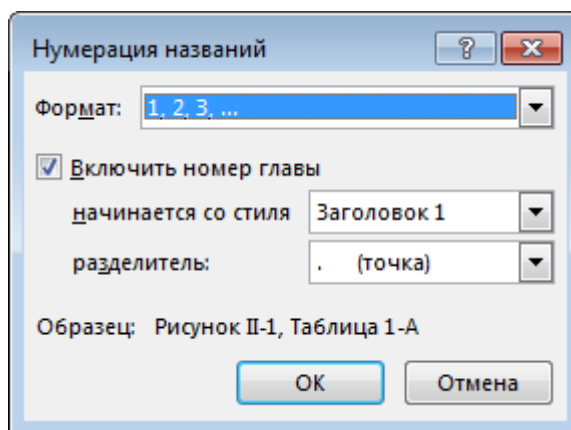 Нумерация названий
Формат: 1, 2, 3, ...
Включить номер главы
начинается со стиля Заголовок 1
разделитель: . (точка)
Образец: Рисунок II-1, Таблица 1-A
ОК Отмена